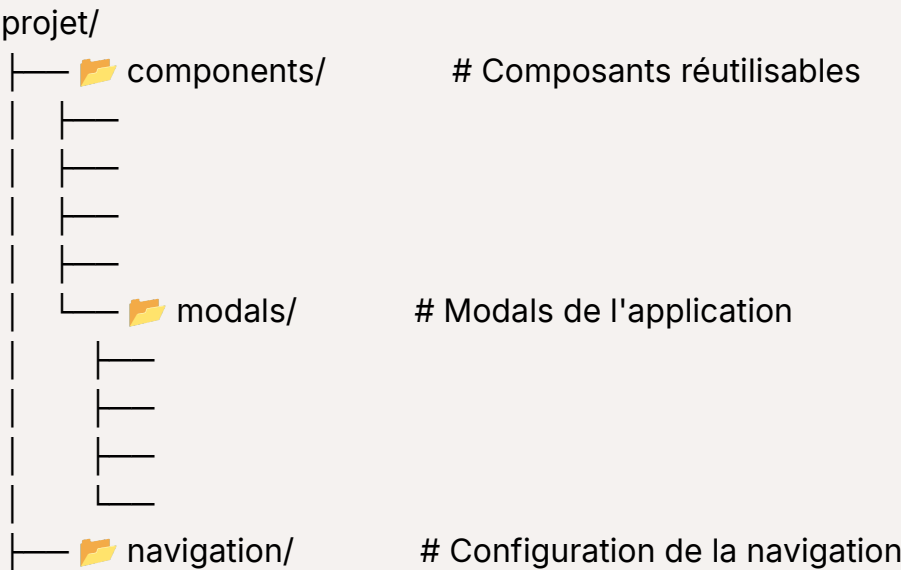 projet/
├── 📂 components/ # Composants réutilisables
│ ├──
│ ├──
│ ├──
│ ├──
│ └── 📂 modals/ # Modals de l'application
│ ├──
│ ├──
│ ├──
│ └──
├── 📂 navigation/ # Configuration de la navigation